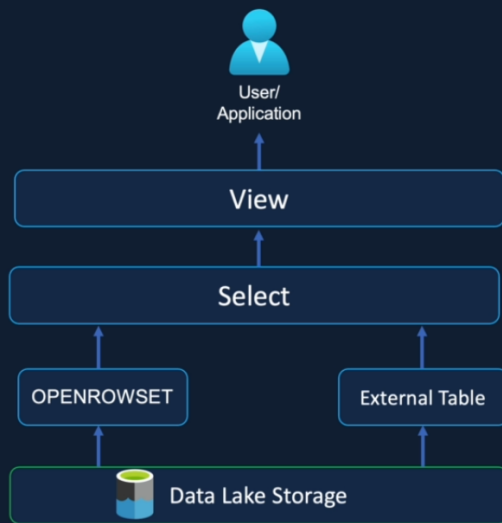 User/
Application
View
Select
OPENROWSET
External Table
Data Lake Storage